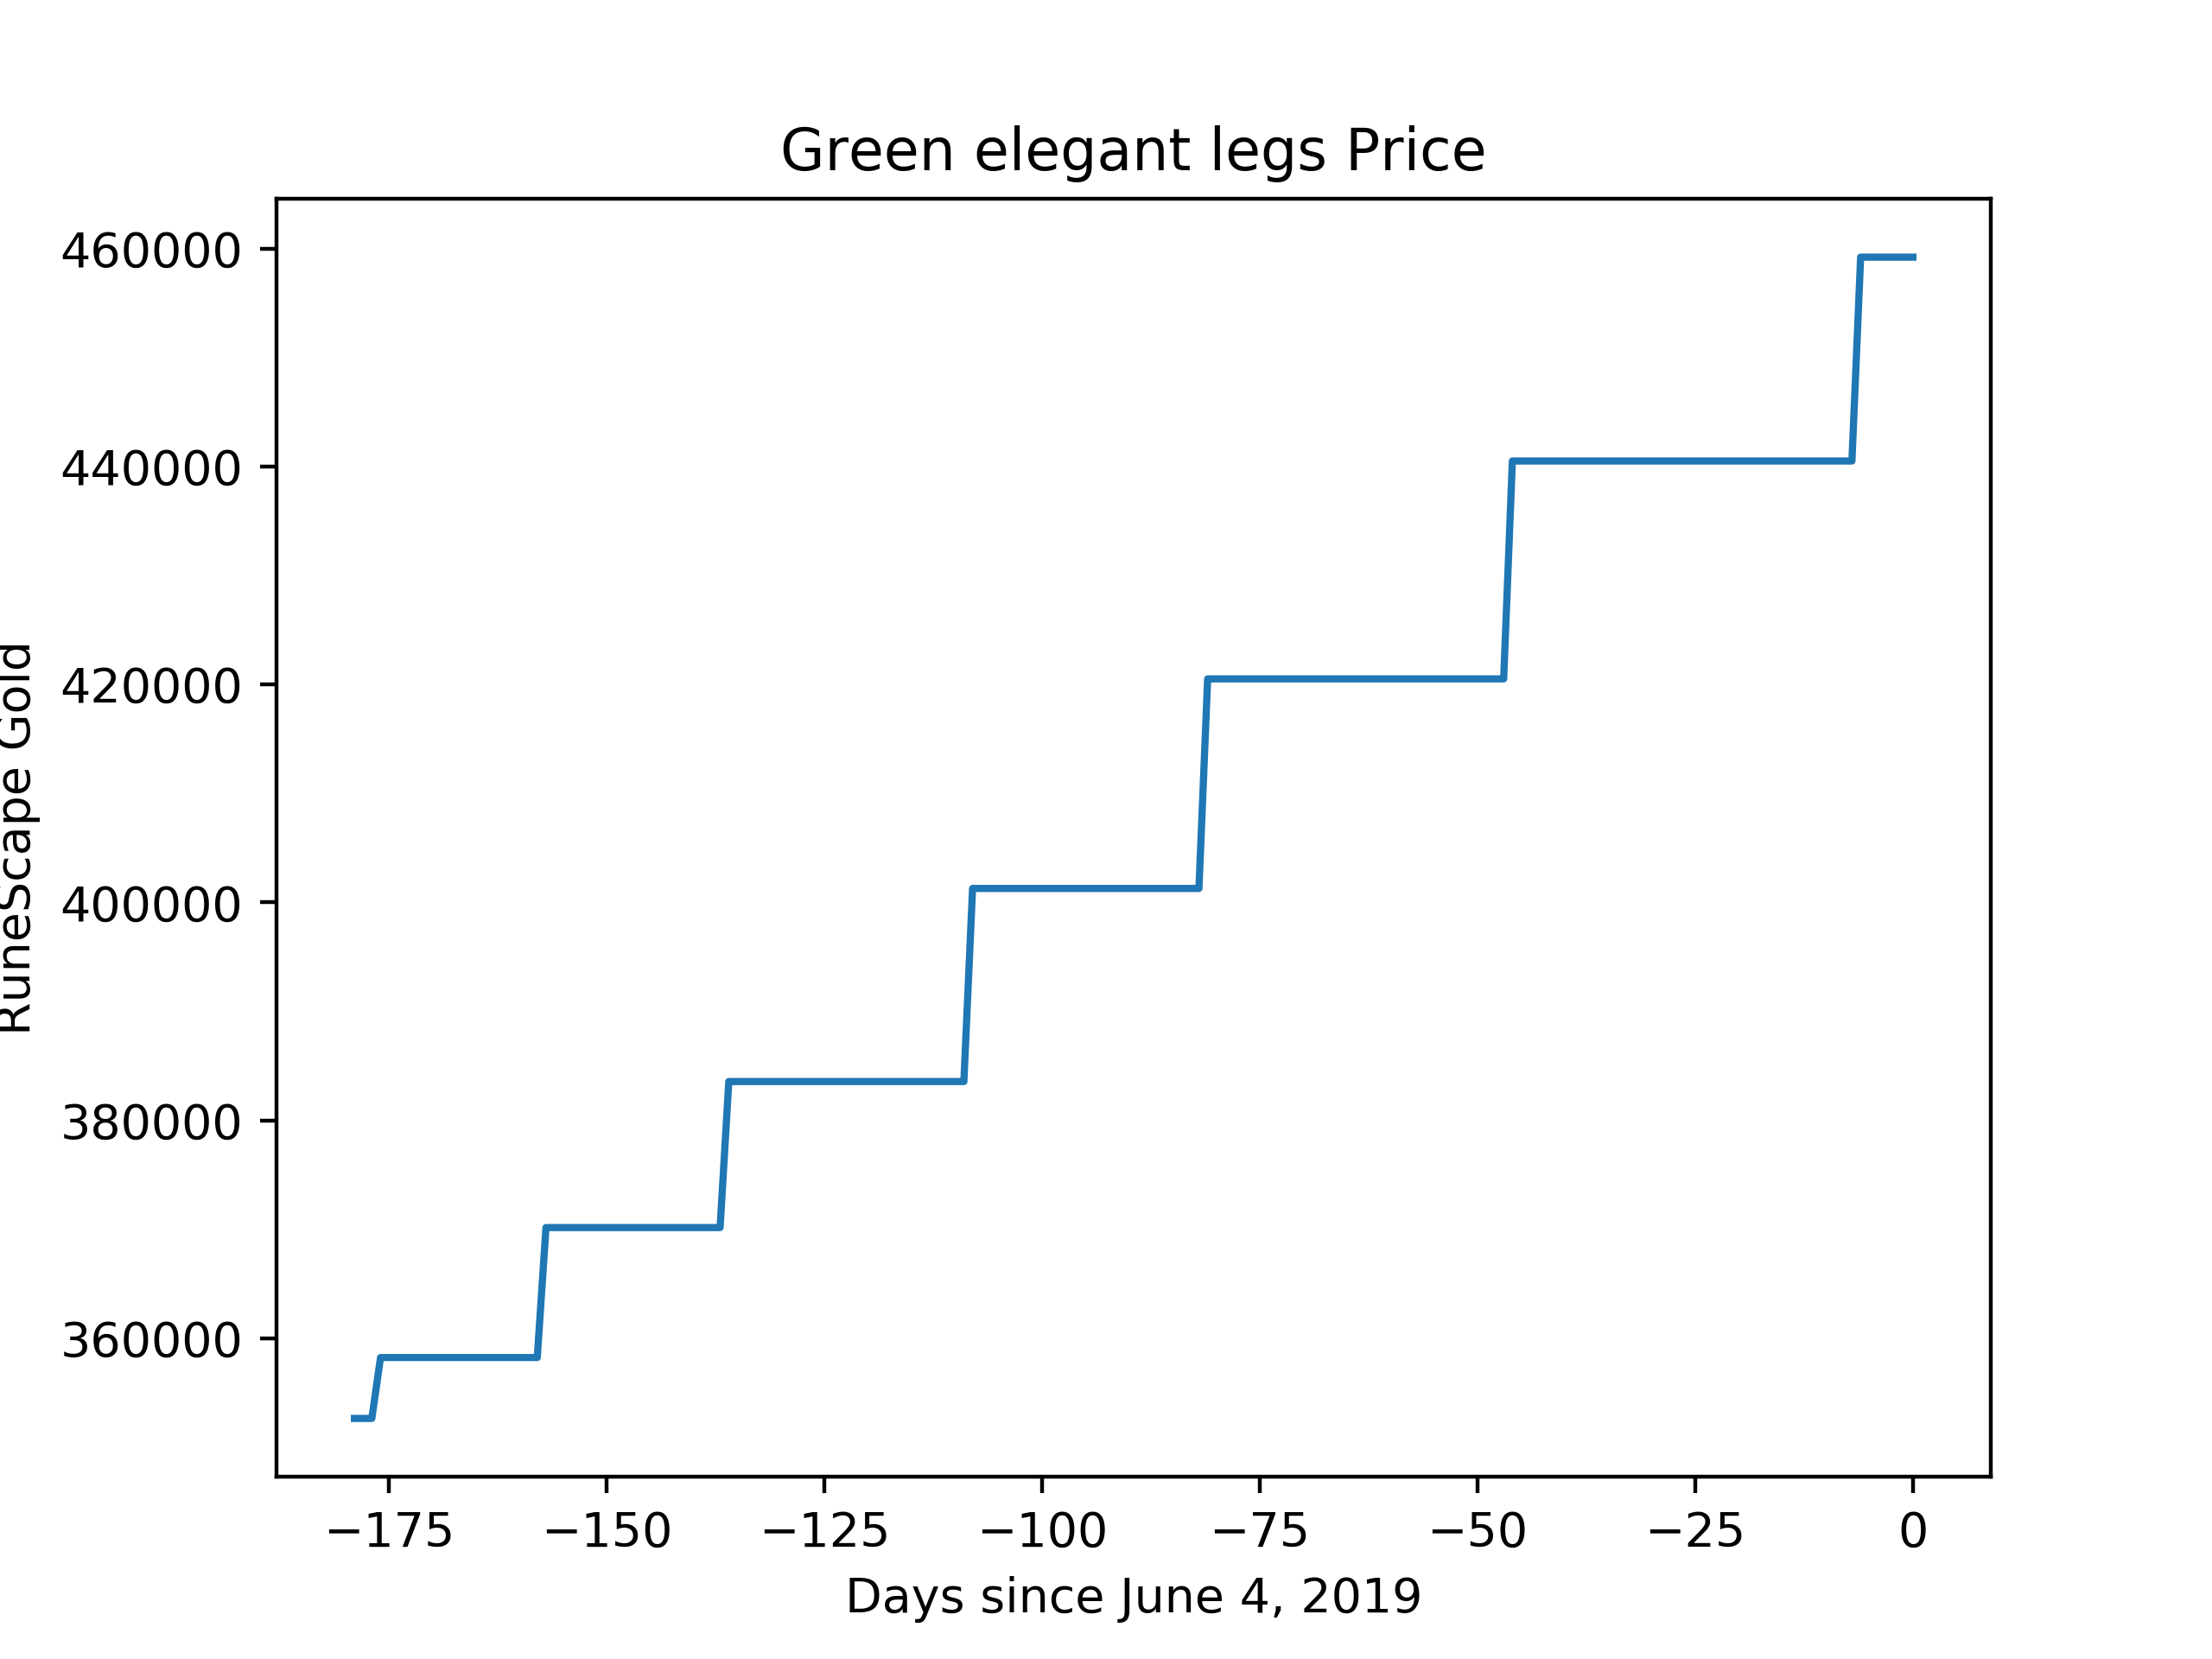 Green elegant legs Price
460000
440000
420000
400000
380000
360000
RuneScape Gold
−175 −150 −125 −100 −75 −50 −25 0
Days since June 4, 2019